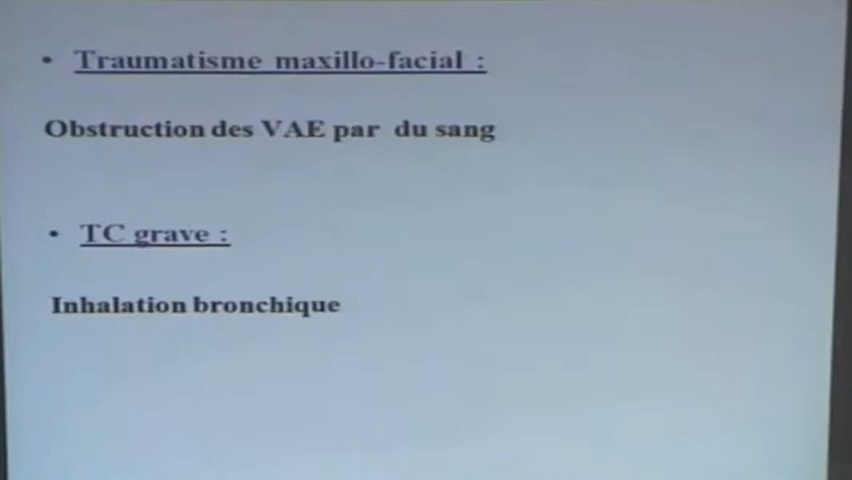 • Traumatisme maxillo-facial :
Obstruction des VAE par du sang
• TC grave :
Inhalation bronchique